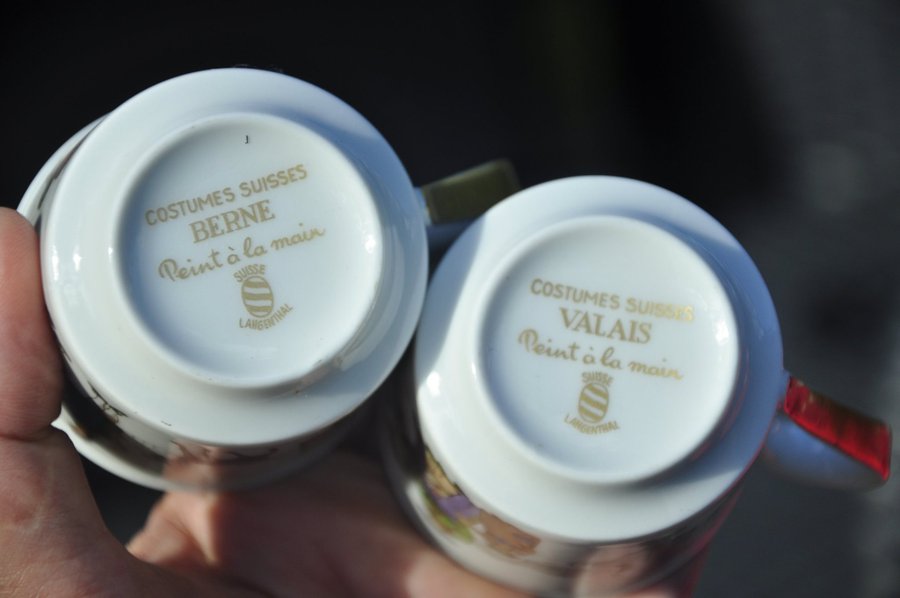 COSTUMES SUISSES
BERNE
Peint à la main
SUISSE
LANGENTHAL
COSTUMES SUISSES
VALAIS
Peint à la main
SUISSE
LANGENTHAL